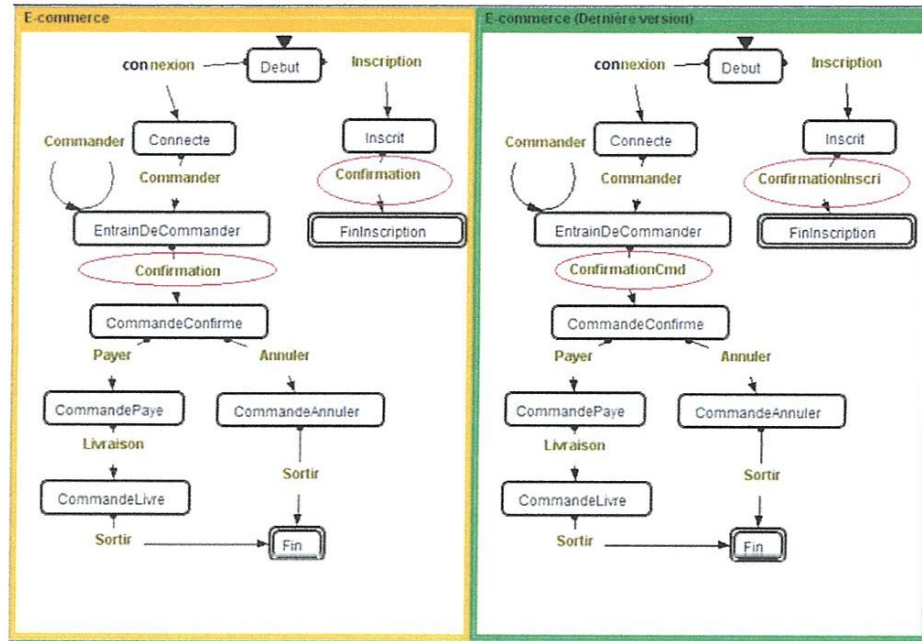 E-commerce
connexion
Debut
Inscription
Connecte
Inscrit
Commander
Commander
Confirmation
EntrainDeCommander
FinInscription
Confirmation
CommandeConfirme
Payer
Annuler
CommandePaye
CommandeAnnuler
Livraison
Sortir
CommandeLivre
Sortir
Fin
E-commerce (Dernière version)
connexion
Debut
Inscription
Connecte
Inscrit
Commander
Commander
ConfirmationInscri
EntrainDeCommander
FinInscription
ConfirmationCmd
CommandeConfirme
Payer
Annuler
CommandePaye
CommandeAnnuler
Livraison
Sortir
CommandeLivre
Sortir
Fin